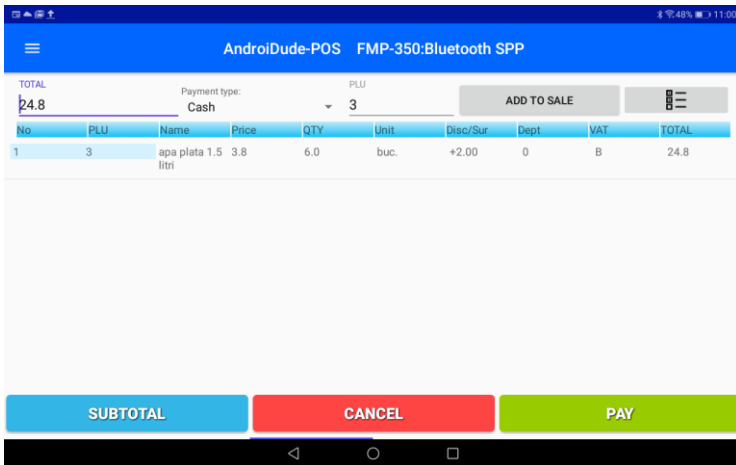 48% 11:00
AndroiDude-POS FMP-350:Bluetooth SPP
TOTAL Payment type: PLU
24.8 Cash 3 ADD TO SALE
No PLU Name Price QTY Unit Disc/Sur Dept VAT TOTAL
1 3 apa plata 1.5 3.8 6.0 buc. +2.00 0 B 24.8
litri
SUBTOTAL CANCEL PAY